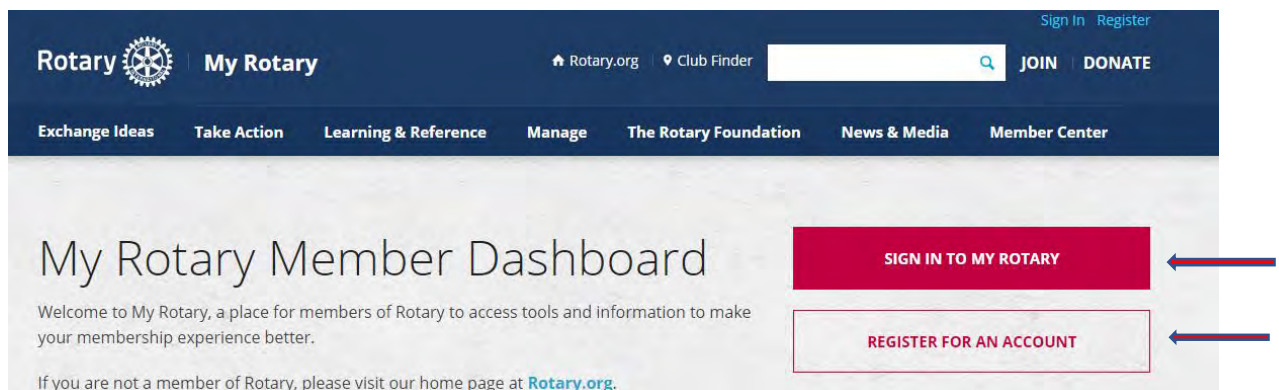 Sign In Register
Rotary My Rotary Rotary.org Club Finder JOIN DONATE
Exchange Ideas Take Action Learning & Reference Manage The Rotary Foundation News & Media Member Center
My Rotary Member Dashboard
SIGN IN TO MY ROTARY
Welcome to My Rotary, a place for members of Rotary to access tools and information to make
your membership experience better.
REGISTER FOR AN ACCOUNT
If you are not a member of Rotary, please visit our home page at Rotary.org.